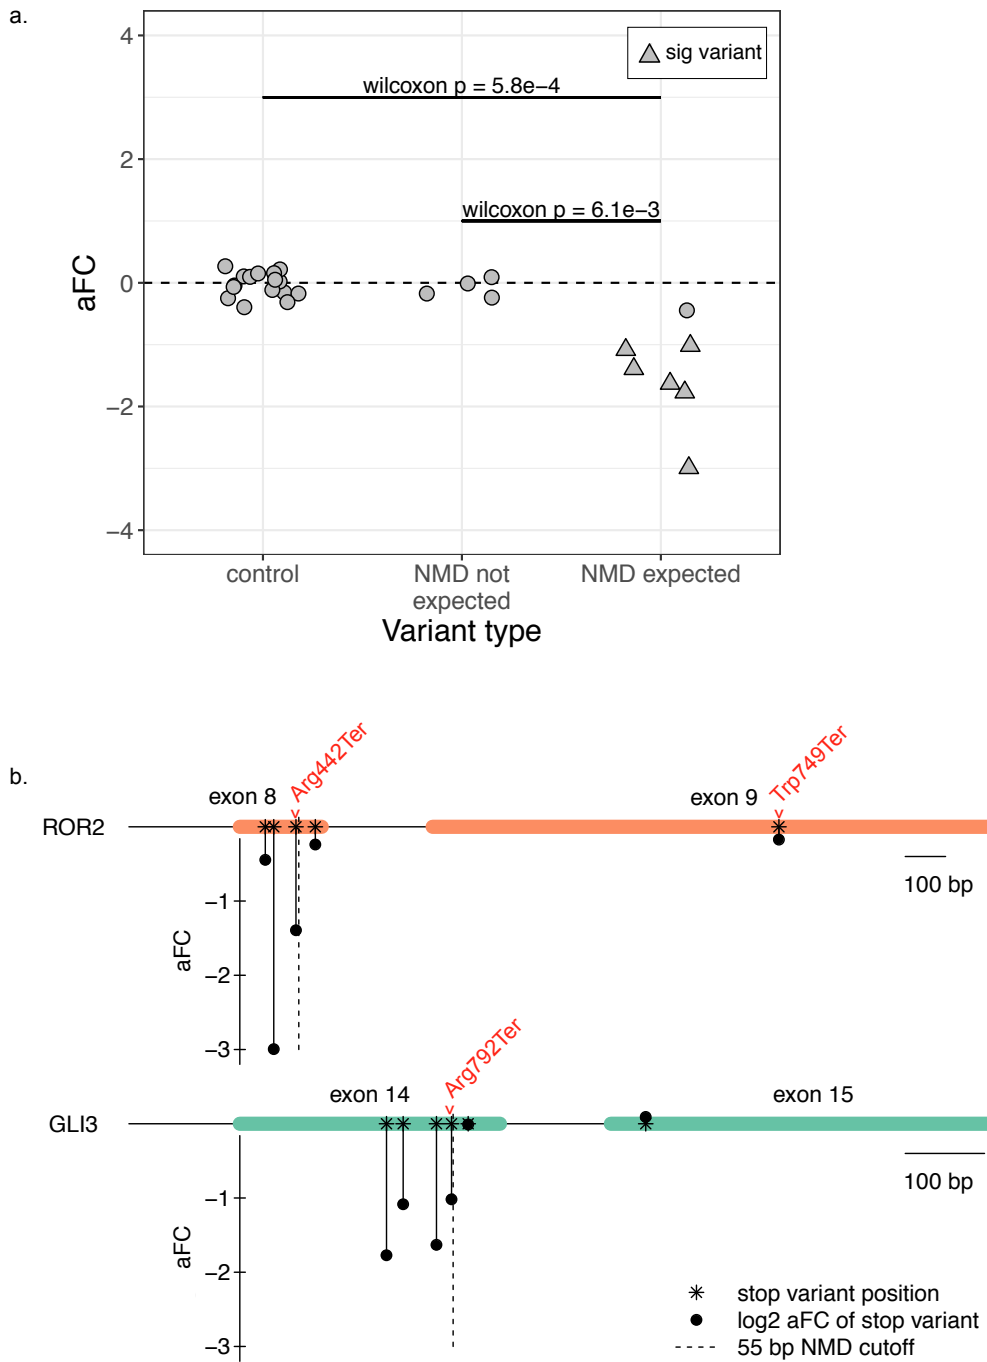 a.
4
sig variant
wilcoxon p = 5.8e−4
2
wilcoxon p = 6.1e−3
aFC
0
−2
−4
control
NMD not
expected
NMD expected
Variant type
b.
Arg442Ter
Trp749Ter
exon 8
exon 9
ROR2
100 bp
−1
aFC
−2
−3
Arg792Ter
exon 14
exon 15
GLI3
100 bp
−1
aFC
−2
−3
stop variant position
log2 aFC of stop variant
55 bp NMD cutoff